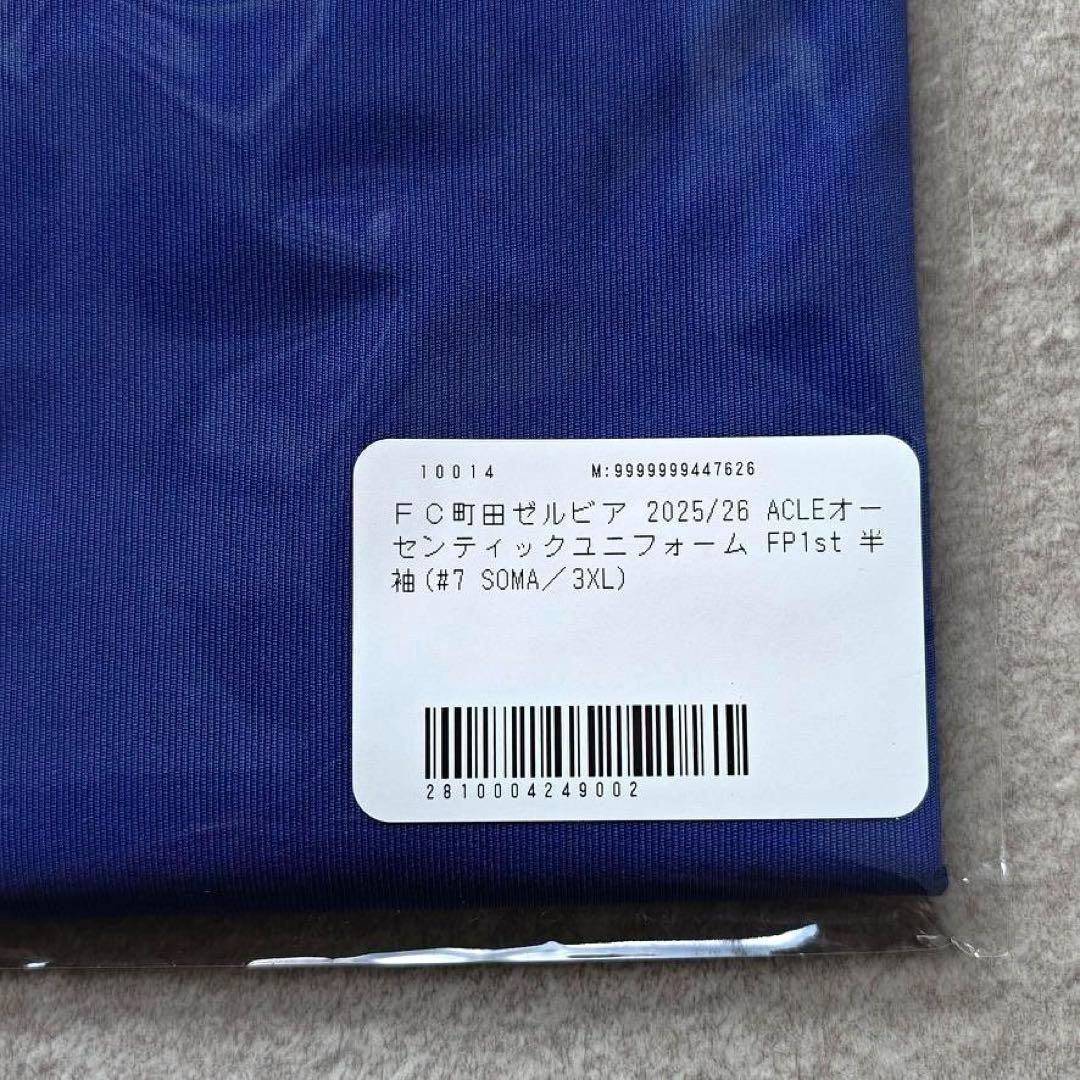 10014 M:9999999447626
ＦＣ町田ゼルビア 2025/26 ACLEオー
センティックユニフォーム FP1st 半
袖(#7 SOMA／3XL)
2810004249002